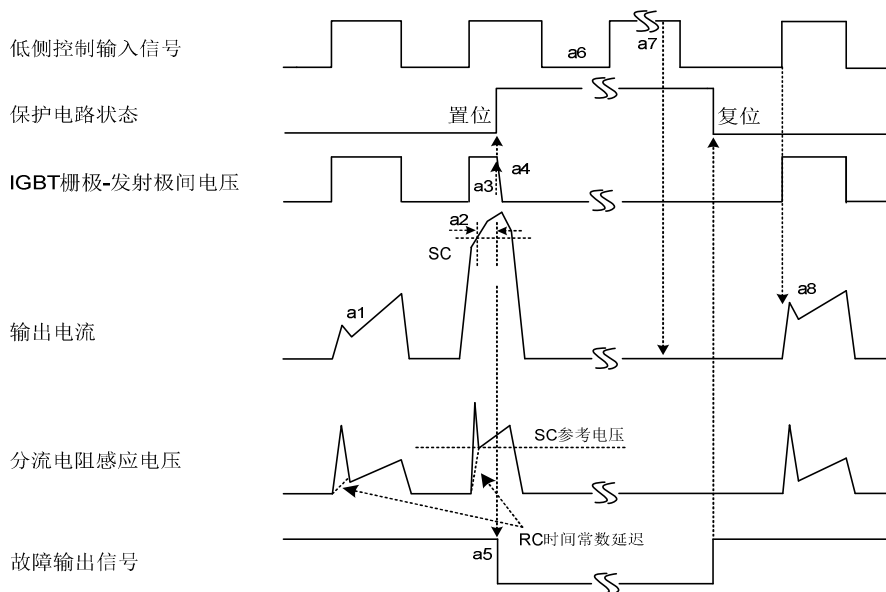 低侧控制输入信号
a6
a7
保护电路状态
置位
复位
IGBT栅极-发射极间电压
a3
a4
a2
SC
输出电流
a1
a8
分流电阻感应电压
SC参考电压
RC时间常数延迟
故障输出信号
a5